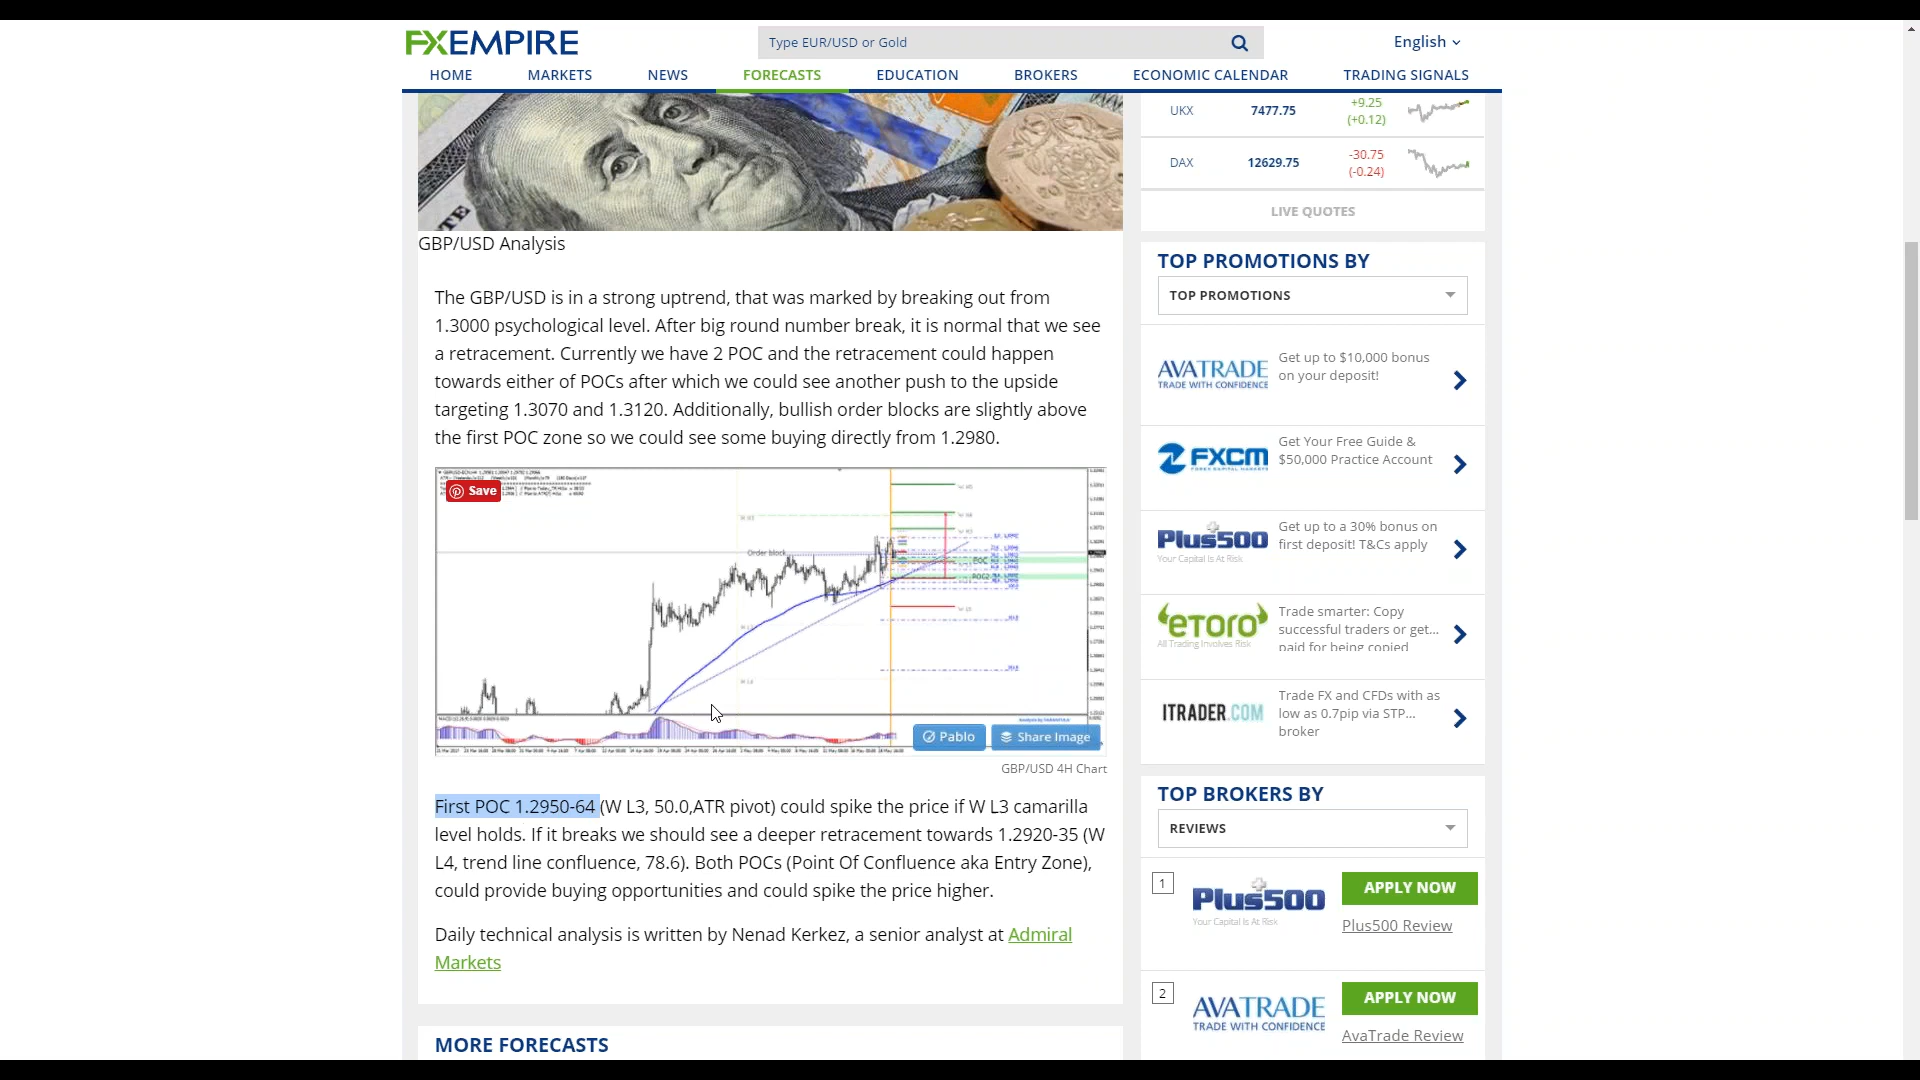 FXEMPIRE
Type EUR/USD or Gold
English
HOME MARKETS NEWS FORECASTS EDUCATION BROKERS ECONOMIC CALENDAR TRADING SIGNALS
GBP/USD Analysis
The GBP/USD is in a strong uptrend, that was marked by breaking out from
1.3000 psychological level. After big round number break, it is normal that we see
a retracement. Currently we have 2 POC and the retracement could happen
towards either of POCs after which we could see another push to the upside
targeting 1.3070 and 1.3120. Additionally, bullish order blocks are slightly above
the first POC zone so we could see some buying directly from 1.2980.
Save
Order block
POC
POC2
Pablo
Share Image
GBP/USD 4H Chart
First POC 1.2950-64 (W L3, 50.0,ATR pivot) could spike the price if W L3 camarilla
level holds. If it breaks we should see a deeper retracement towards 1.2920-35 (W
L4, trend line confluence, 78.6). Both POCs (Point Of Confluence aka Entry Zone),
could provide buying opportunities and could spike the price higher.
Daily technical analysis is written by Nenad Kerkez, a senior analyst at Admiral
Markets
MORE FORECASTS
UKX 7477.75 +9.25
(+0.12)
DAX 12629.75 -30.75
(-0.24)
LIVE QUOTES
TOP PROMOTIONS BY
TOP PROMOTIONS
AVATRADE
TRADE WITH CONFIDENCE
Get up to $10,000 bonus
on your deposit!
FXCM
Get Your Free Guide &
$50,000 Practice Account
Plus500
Your Capital Is At Risk
Get up to a 30% bonus on
first deposit! T&Cs apply
eToro
All Trading Involves Risk
Trade smarter: Copy
successful traders or get...
paid for being copied
ITRADER.COM
Trade FX and CFDs with as
low as 0.7pip via STP...
broker
TOP BROKERS BY
REVIEWS
1
Plus500
Your Capital Is At Risk
APPLY NOW
Plus500 Review
2
AVATRADE
TRADE WITH CONFIDENCE
APPLY NOW
AvaTrade Review